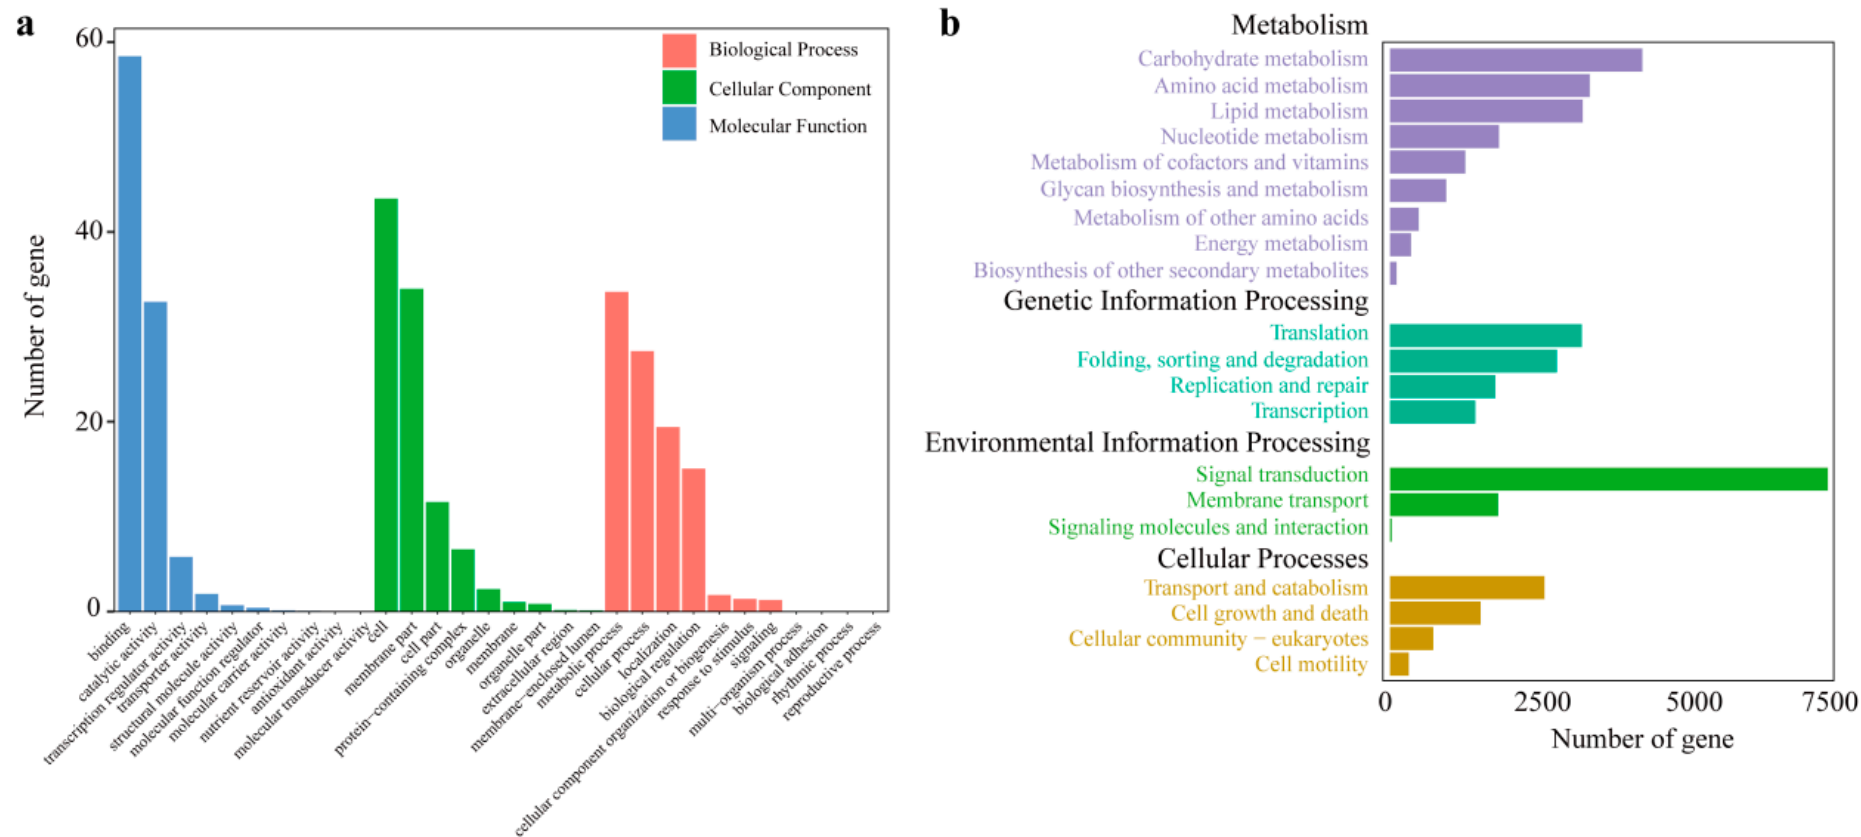 a
Number of gene
60
40
20
0
Biological Process
Cellular Component
Molecular Function
binding
catalytic activity
transcription regulator activity
transporter activity
structural molecule activity
molecular function regulator
molecular carrier activity
nutrient reservoir activity
antioxidant activity
molecular transducer activity
cell
membrane part
cell part
protein−containing complex
organelle
membrane
organelle part
extracellular region
membrane−enclosed lumen
metabolic process
cellular process
localization
biological regulation
cellular component organization or biogenesis
response to stimulus
signaling
multi−organism process
biological adhesion
rhythmic process
reproductive process
b
Metabolism
Carbohydrate metabolism
Amino acid metabolism
Lipid metabolism
Nucleotide metabolism
Metabolism of cofactors and vitamins
Glycan biosynthesis and metabolism
Metabolism of other amino acids
Energy metabolism
Biosynthesis of other secondary metabolites
Genetic Information Processing
Translation
Folding, sorting and degradation
Replication and repair
Transcription
Environmental Information Processing
Signal transduction
Membrane transport
Signaling molecules and interaction
Cellular Processes
Transport and catabolism
Cell growth and death
Cellular community − eukaryotes
Cell motility
0 2500 5000 7500
Number of gene